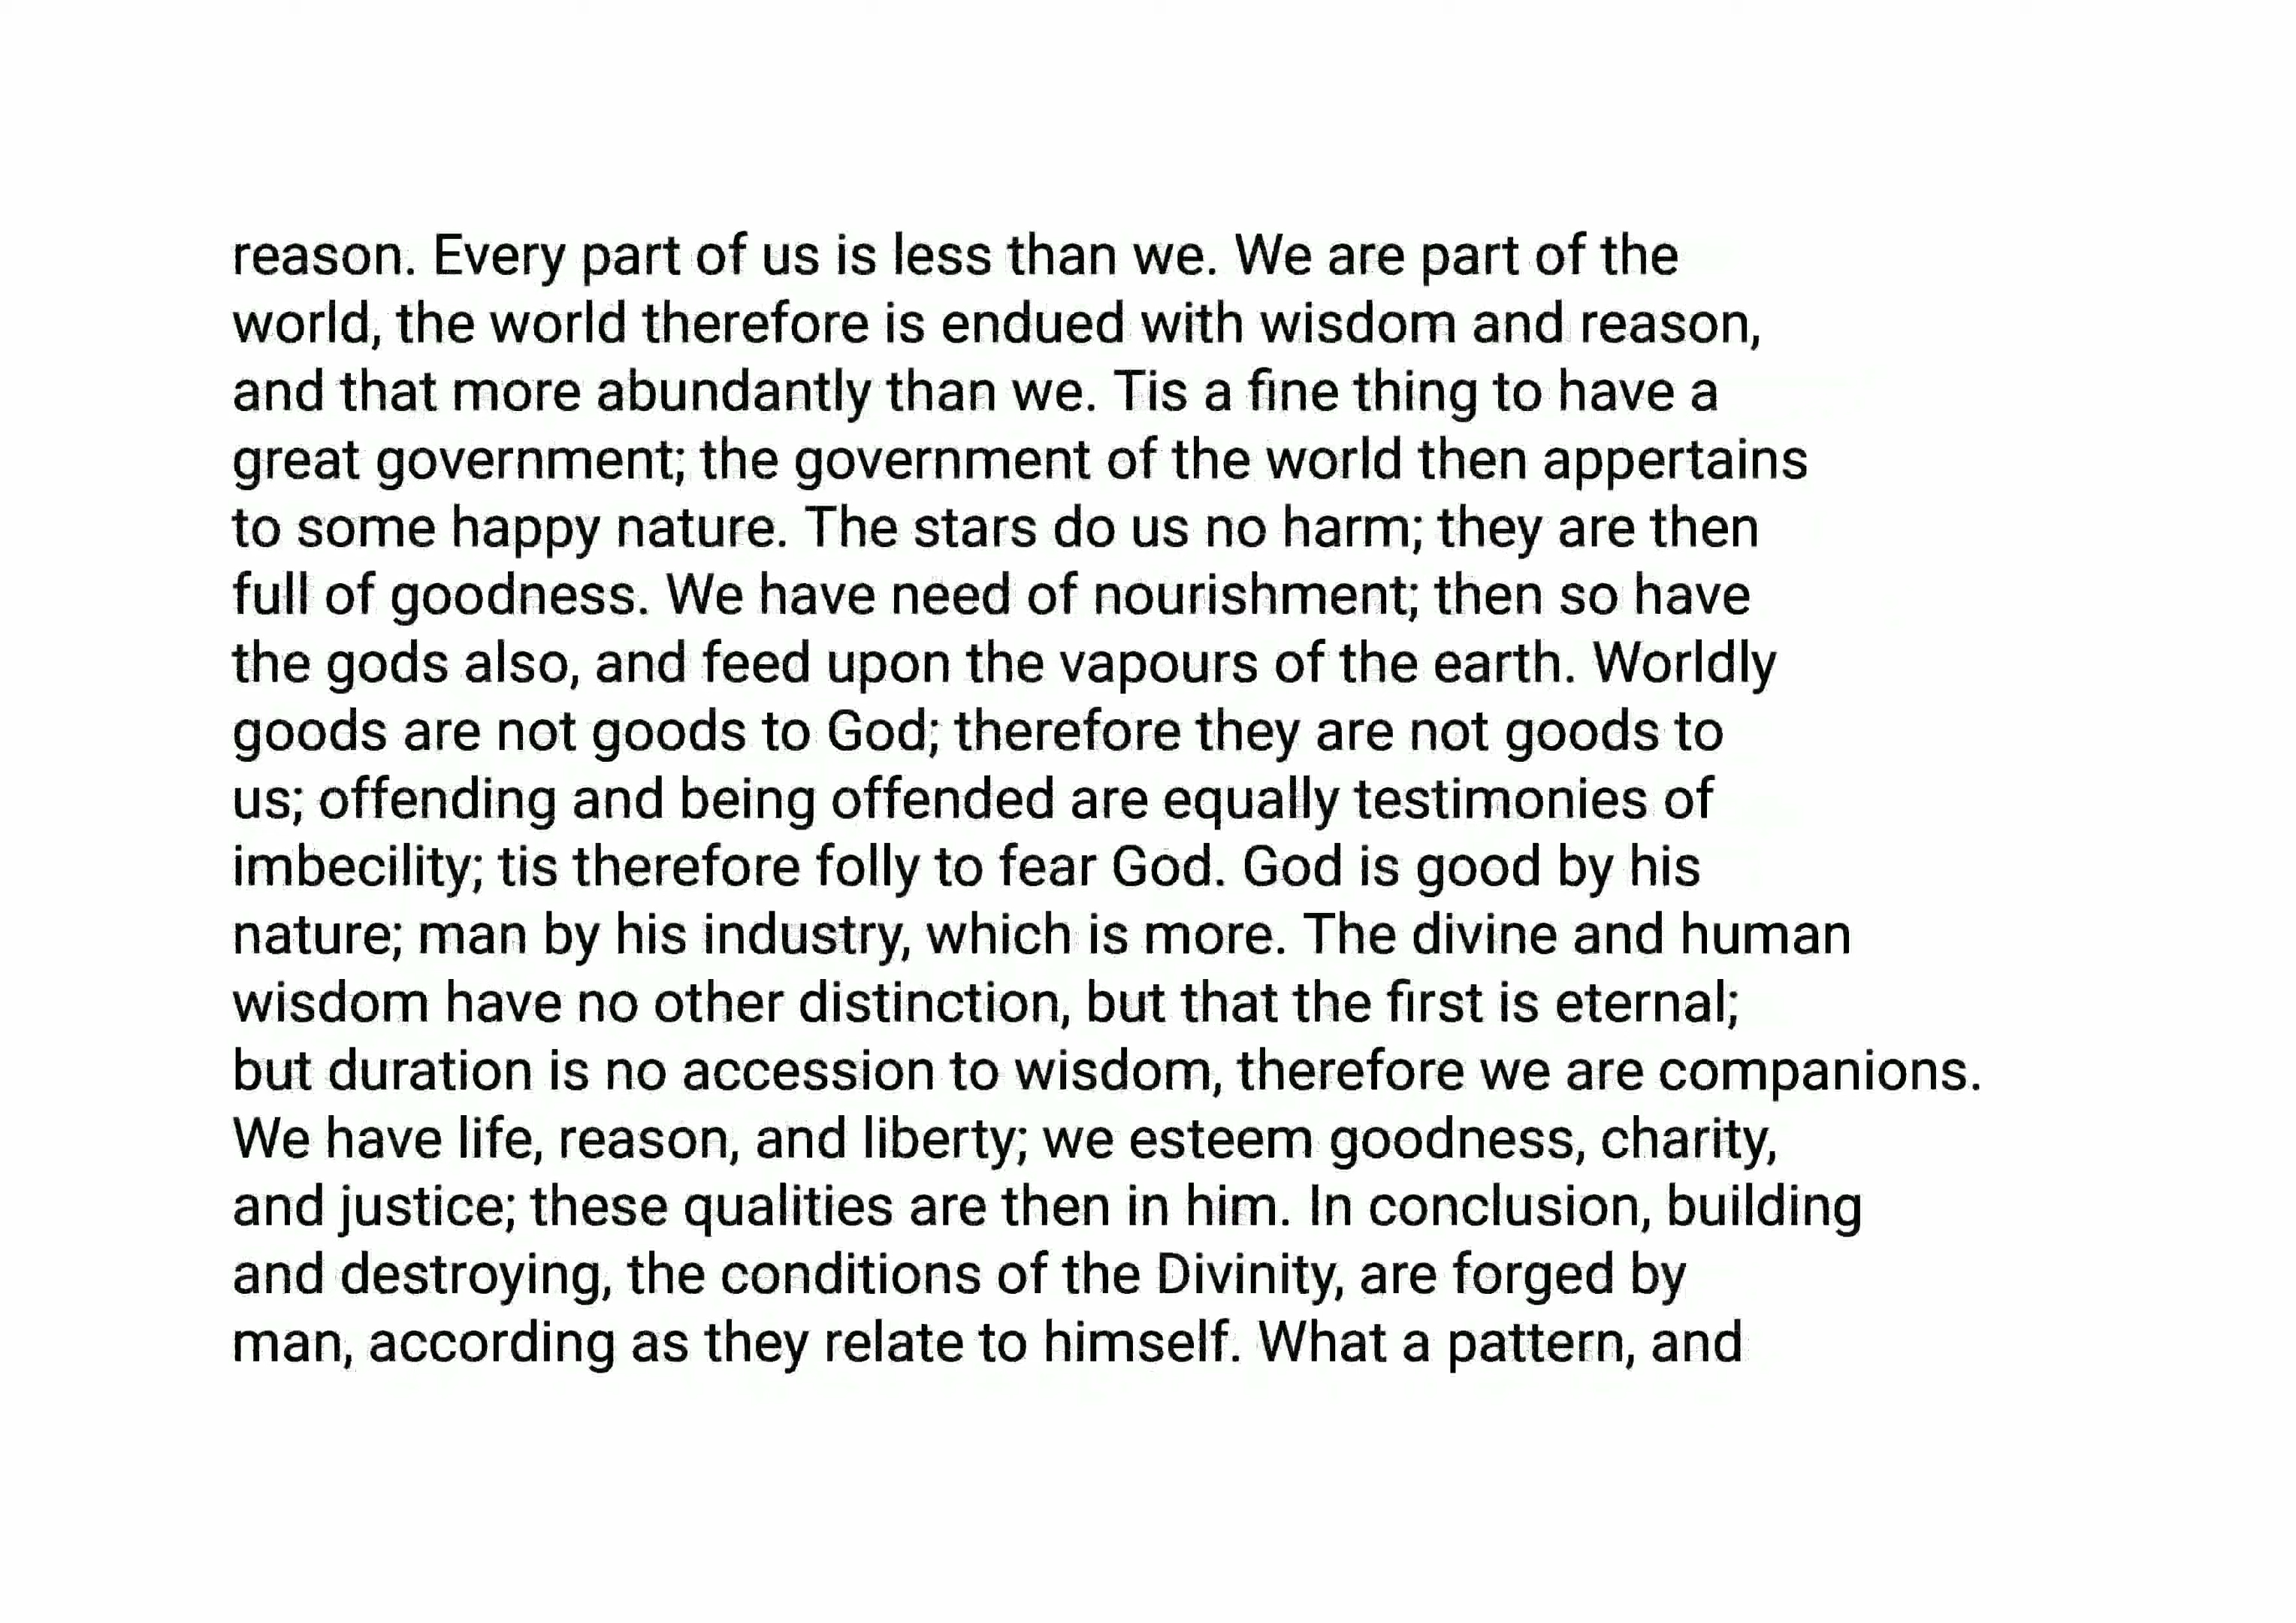 reason. Every part of us is less than we. We are part of the
world, the world therefore is endued with wisdom and reason,
and that more abundantly than we. Tis a fine thing to have a
great government; the government of the world then appertains
to some happy nature. The stars do us no harm; they are then
full of goodness. We have need of nourishment; then so have
the gods also, and feed upon the vapours of the earth. Worldly
goods are not goods to God; therefore they are not goods to
us; offending and being offended are equally testimonies of
imbecility; tis therefore folly to fear God. God is good by his
nature; man by his industry, which is more. The divine and human
wisdom have no other distinction, but that the first is eternal;
but duration is no accession to wisdom, therefore we are companions.
We have life, reason, and liberty; we esteem goodness, charity,
and justice; these qualities are then in him. In conclusion, building
and destroying, the conditions of the Divinity, are forged by
man, according as they relate to himself. What a pattern, and